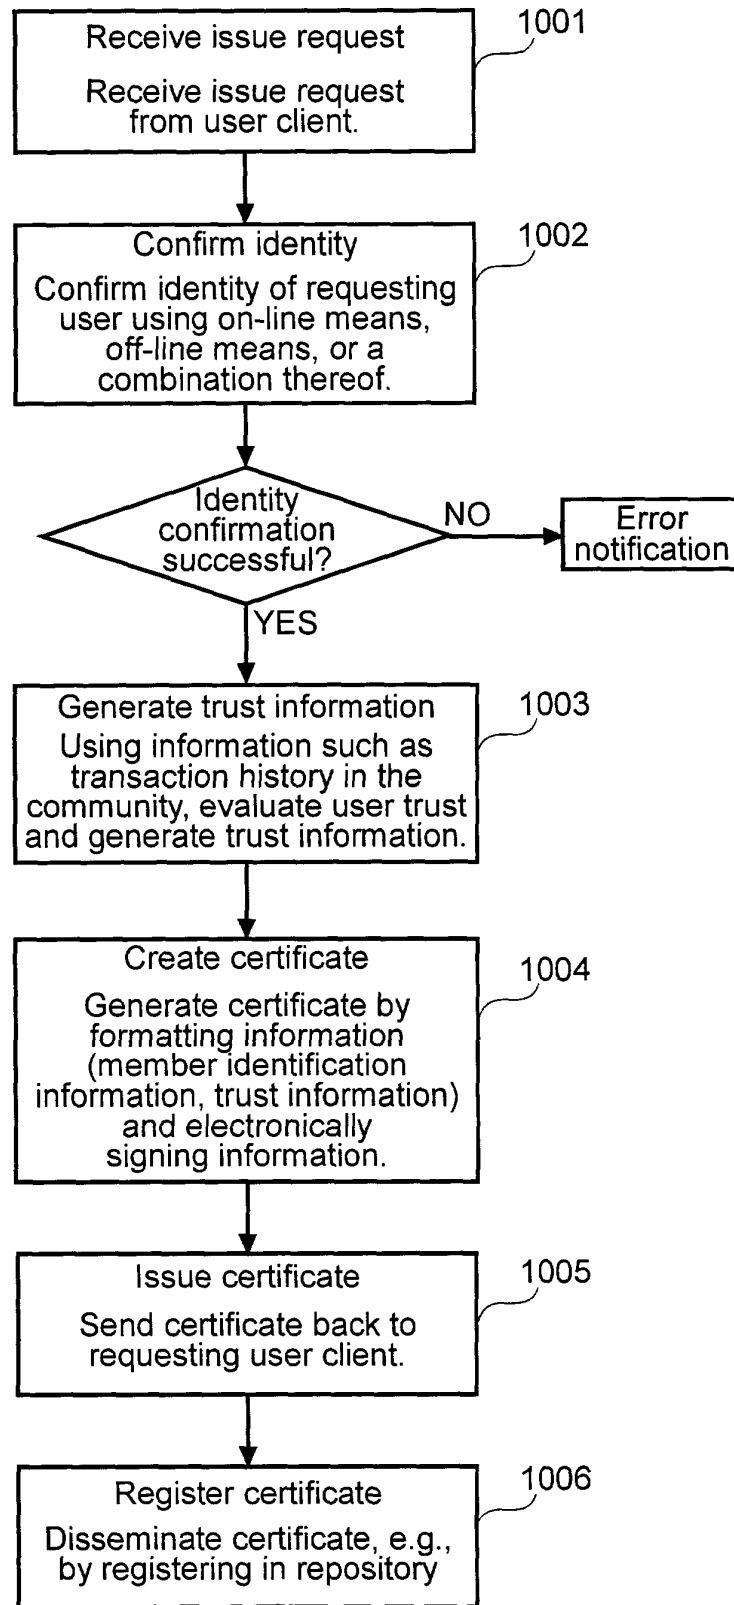 Receive issue request
1001
Receive issue request
from user client.
Confirm identity
1002
Confirm identity of requesting
user using on-line means,
off-line means, or a
combination thereof.
Identity
confirmation
successful?
NO
Error
notification
YES
Generate trust information
1003
Using information such as
transaction history in the
community, evaluate user trust
and generate trust information.
Create certificate
1004
Generate certificate by
formatting information
(member identification
information, trust information)
and electronically
signing information.
Issue certificate
1005
Send certificate back to
requesting user client.
Register certificate
1006
Disseminate certificate, e.g.,
by registering in repository